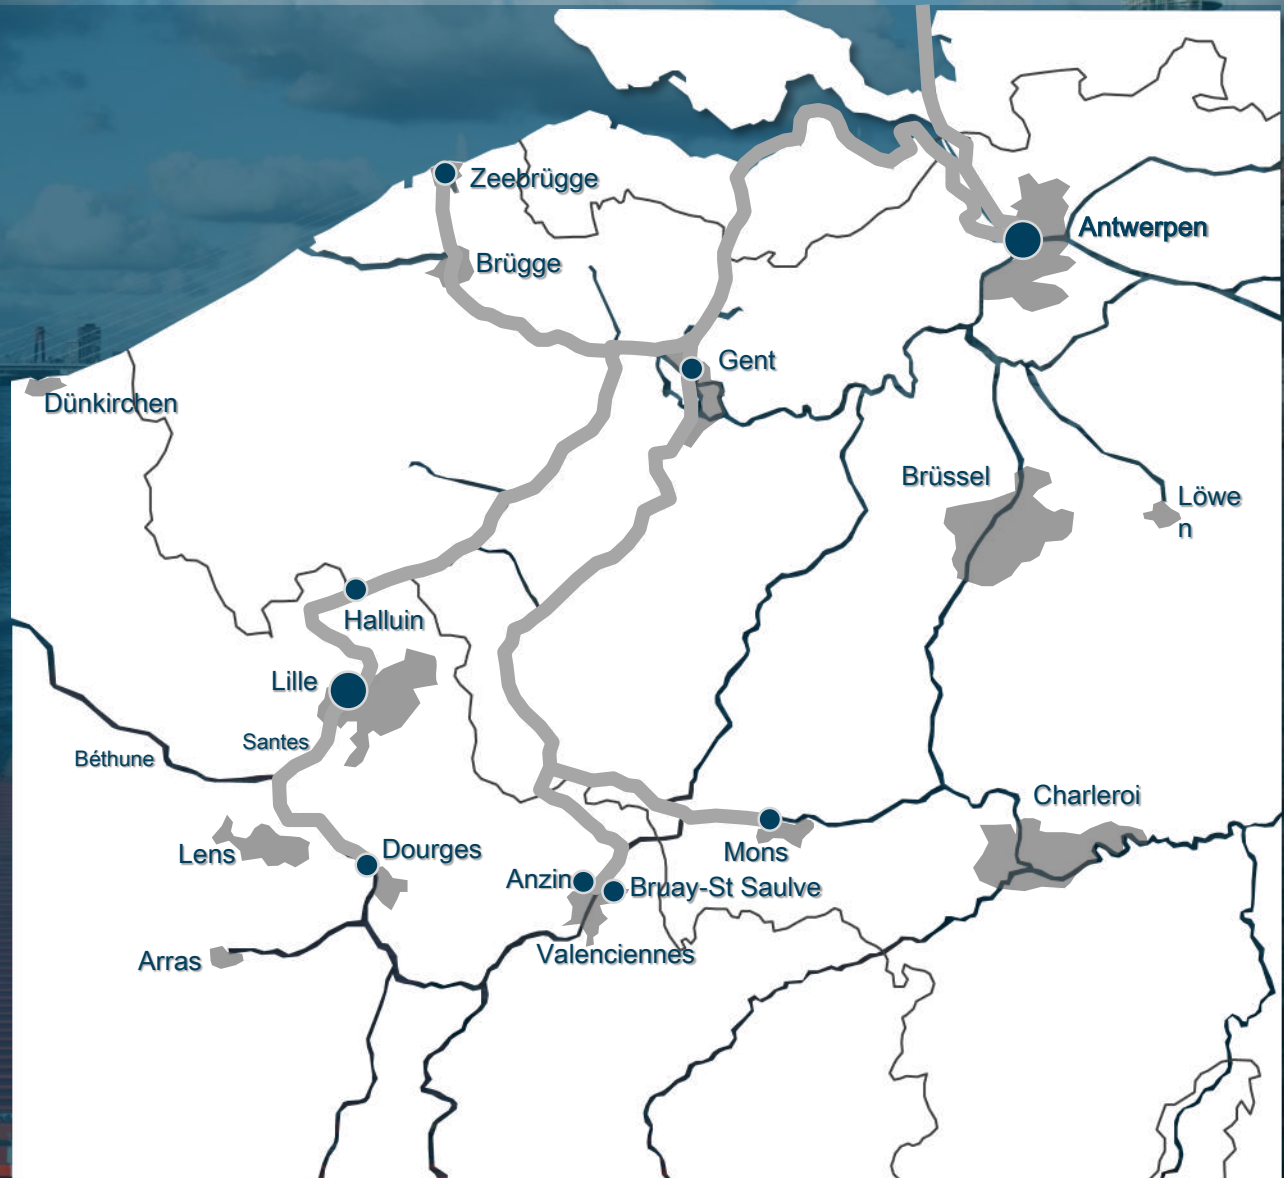 Zeebrügge
Antwerpen
Brügge
Gent
Dünkirchen
Brüssel
Löwe
n
Halluin
Lille
Santes
Béthune
Charleroi
Lens
Dourges
Mons
Anzin
Bruay-St Saulve
Arras
Valenciennes